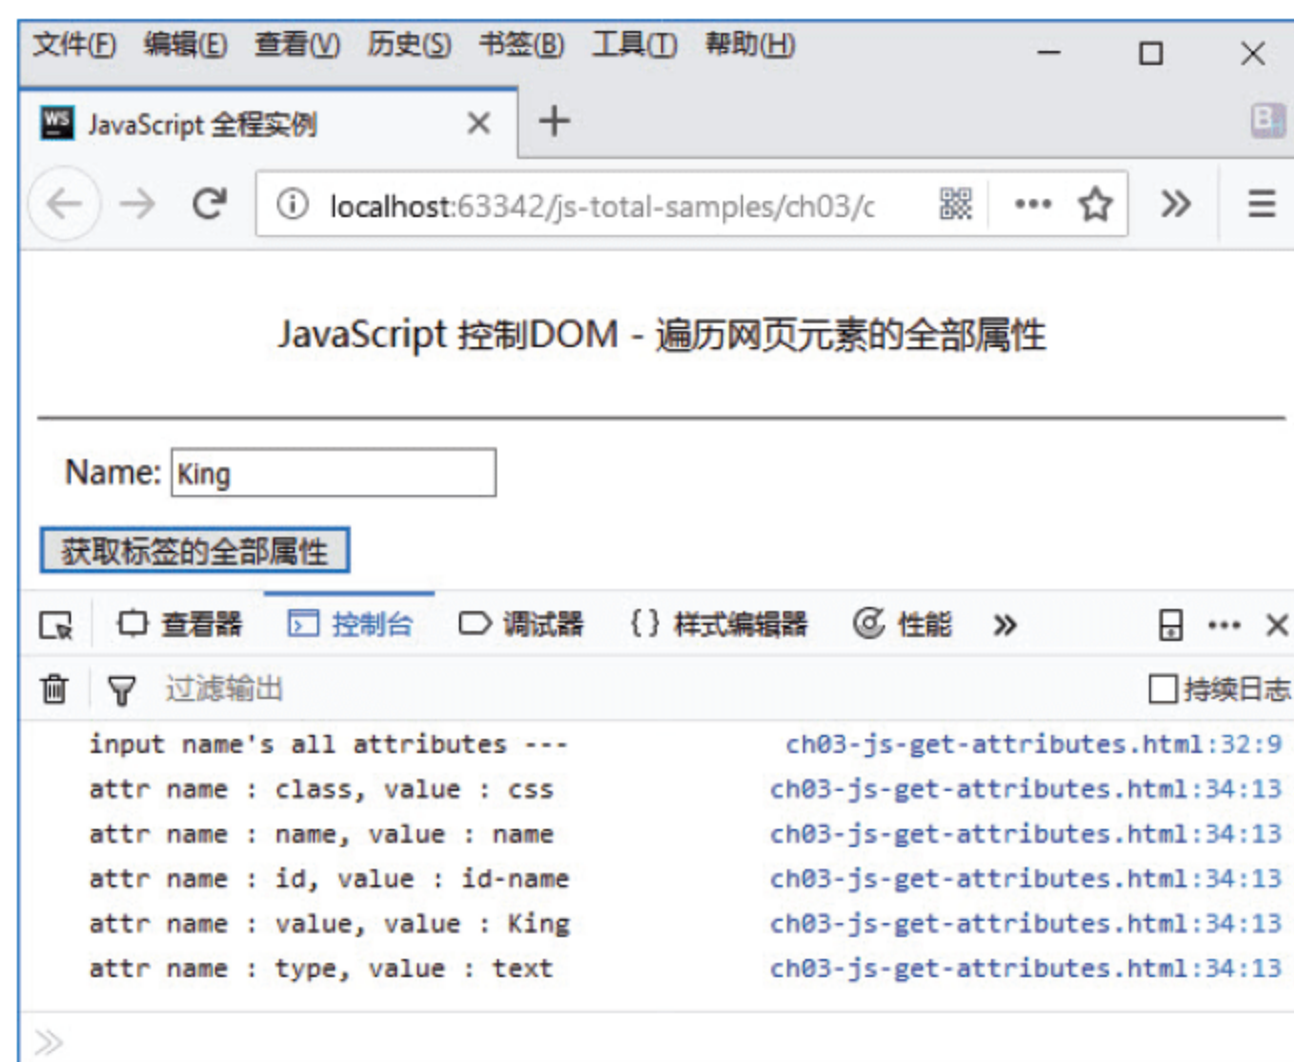 文件(F) 编辑(E) 查看(V) 历史(S) 书签(B) 工具(T) 帮助(H)
WS JavaScript 全程实例
localhost:63342/js-total-samples/ch03/c
JavaScript 控制DOM - 遍历网页元素的全部属性
Name: King
获取标签的全部属性
查看器 控制台 调试器 {} 样式编辑器 性能
过滤输出 持续日志
input name's all attributes --- ch03-js-get-attributes.html:32:9
attr name : class, value : css ch03-js-get-attributes.html:34:13
attr name : name, value : name ch03-js-get-attributes.html:34:13
attr name : id, value : id-name ch03-js-get-attributes.html:34:13
attr name : value, value : King ch03-js-get-attributes.html:34:13
attr name : type, value : text ch03-js-get-attributes.html:34:13